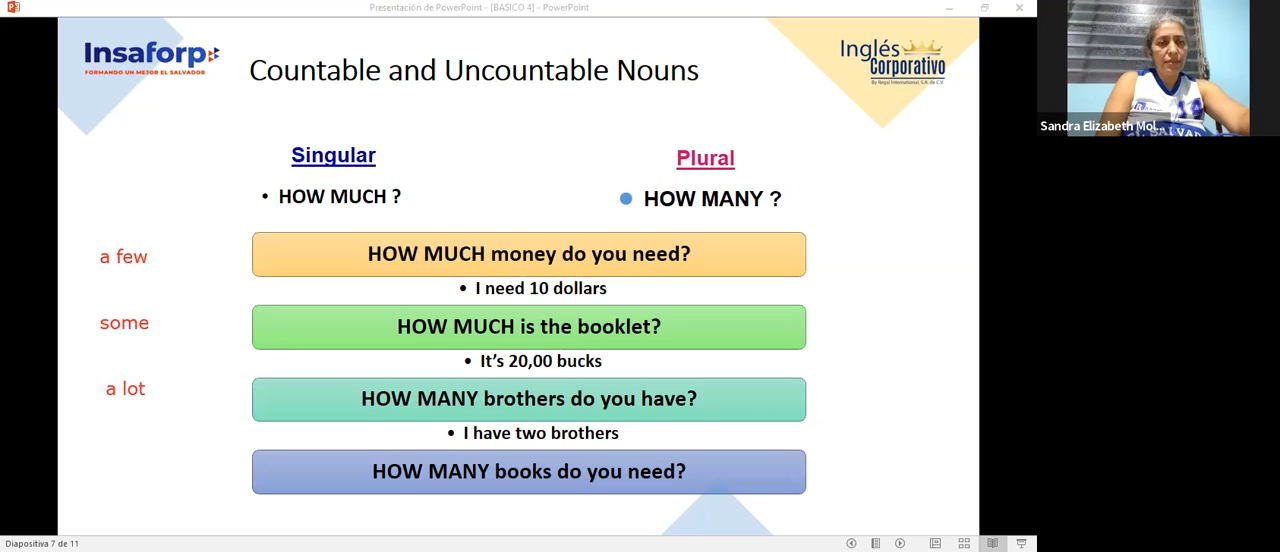 Presentación de PowerPoint - [BASICO 4] - PowerPoint
Insaforp
FORMANDO UN MEJOR EL SALVADOR
Countable and Uncountable Nouns
Inglés
Corporativo
By Regal International, S.A. de C.V.
Singular
Plural
• HOW MUCH ?
HOW MANY ?
a few
HOW MUCH money do you need?
• I need 10 dollars
some
HOW MUCH is the booklet?
• It's 20,00 bucks
a lot
HOW MANY brothers do you have?
• I have two brothers
HOW MANY books do you need?
Sandra Elizabeth Mol...
Diapositiva 7 de 11